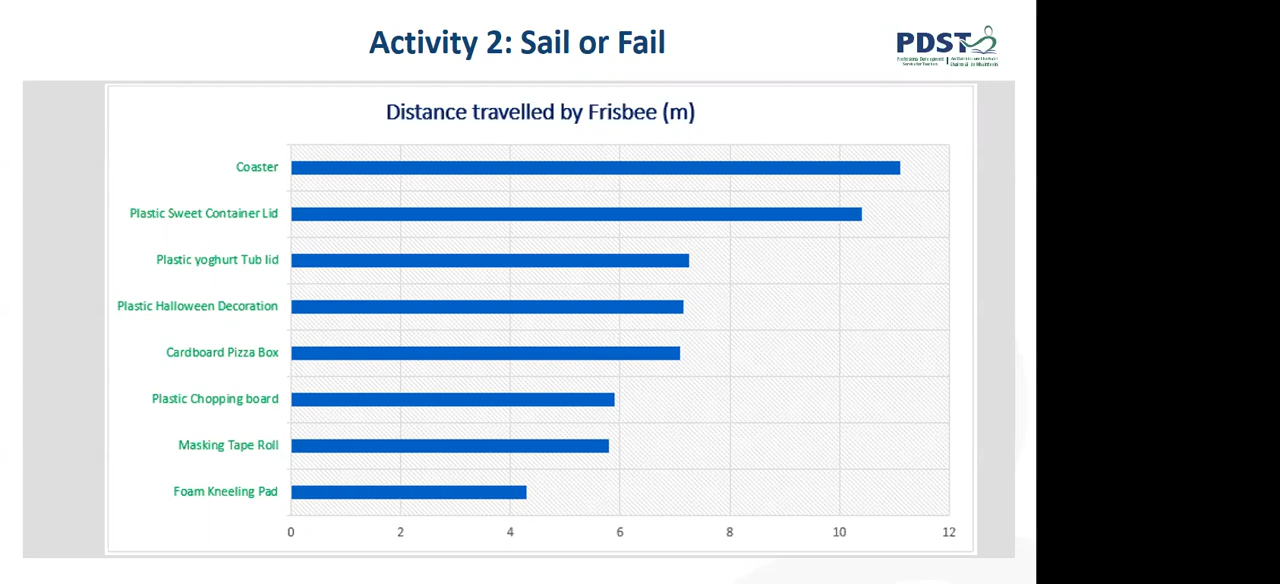 Activity 2: Sail or Fail
PDST
Distance travelled by Frisbee (m)
Coaster
Plastic Sweet Container Lid
Plastic yoghurt Tub lid
Plastic Halloween Decoration
Cardboard Pizza Box
Plastic Chopping board
Masking Tape Roll
Foam Kneeling Pad
0 2 4 6 8 10 12